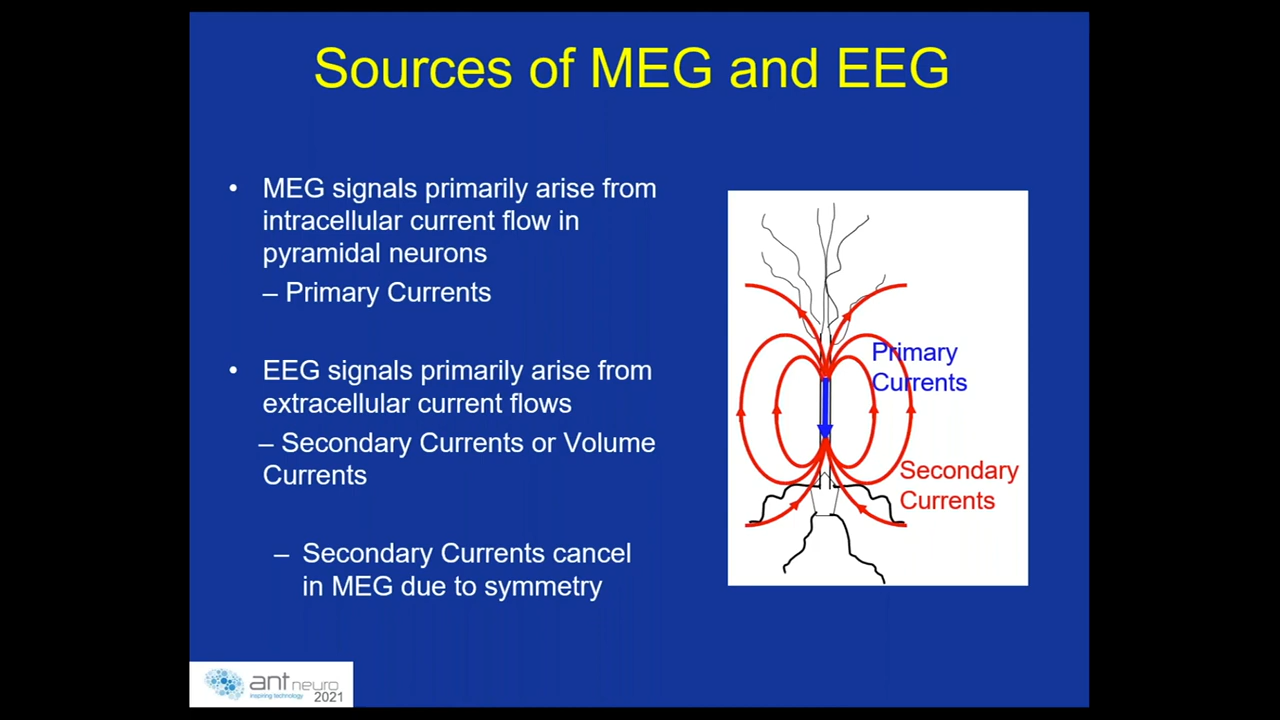 Sources of MEG and EEG
• MEG signals primarily arise from
intracellular current flow in
pyramidal neurons
– Primary Currents
• EEG signals primarily arise from
extracellular current flows
– Secondary Currents or Volume
Currents
– Secondary Currents cancel
in MEG due to symmetry
Primary
Currents
Secondary
Currents
ant neuro
inspiring technology
2021